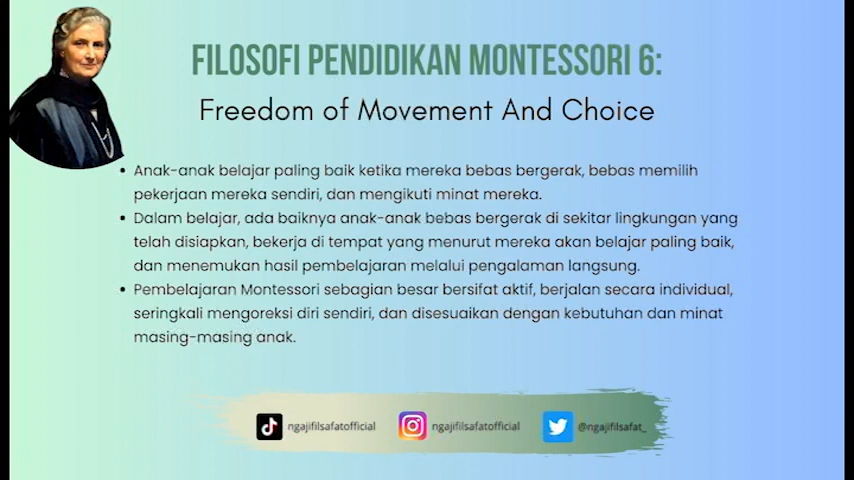 FILOSOFI PENDIDIKAN MONTESSORI 6:
Freedom of Movement And Choice
• Anak-anak belajar paling baik ketika mereka bebas bergerak, bebas memilih
pekerjaan mereka sendiri, dan mengikuti minat mereka.
• Dalam belajar, ada baiknya anak-anak bebas bergerak di sekitar lingkungan yang
telah disiapkan, bekerja di tempat yang menurut mereka akan belajar paling baik,
dan menemukan hasil pembelajaran melalui pengalaman langsung.
• Pembelajaran Montessori sebagian besar bersifat aktif, berjalan secara individual,
seringkali mengoreksi diri sendiri, dan disesuaikan dengan kebutuhan dan minat
masing-masing anak.
ngajifilsafatofficial ngajifilsafatofficial @ngajifilsafat_